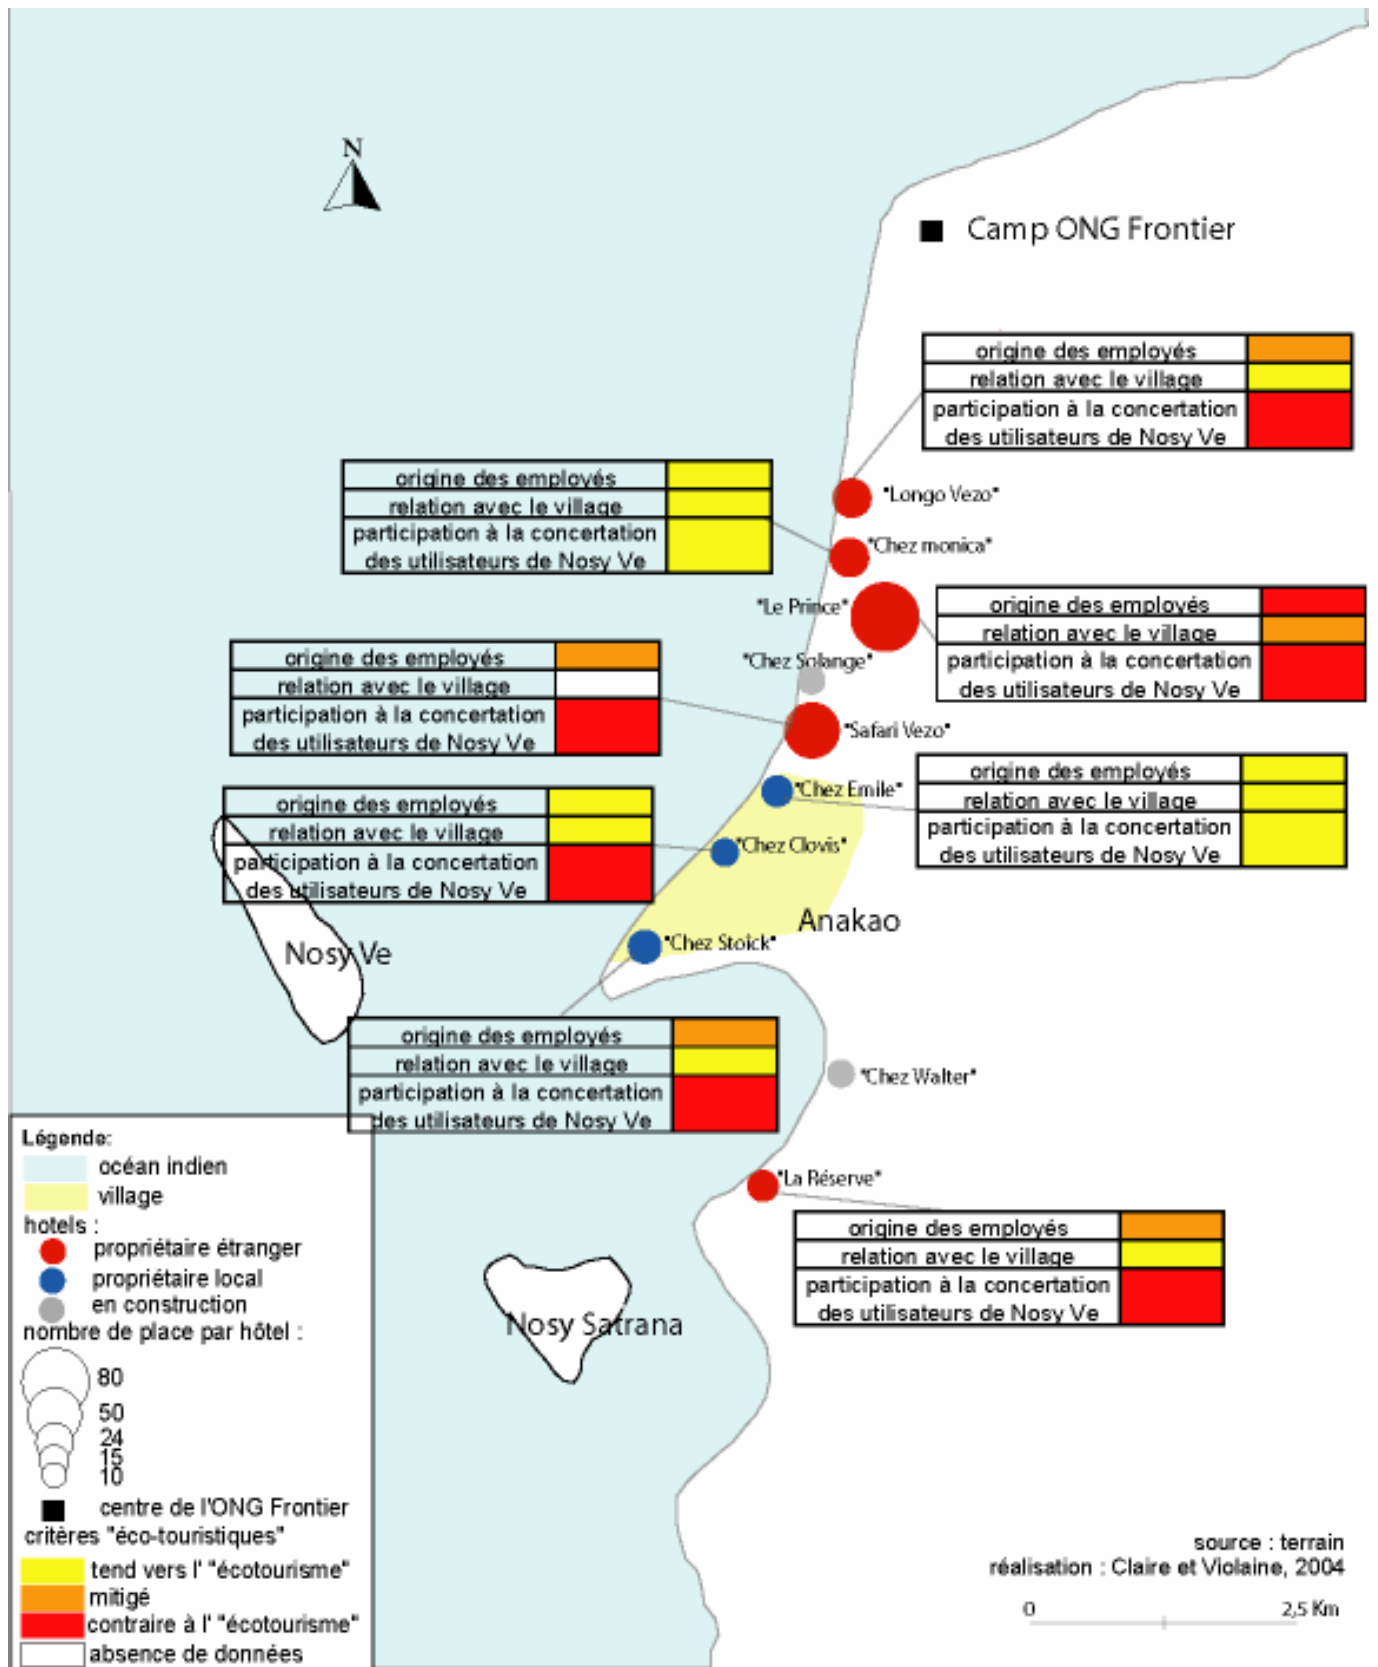 N
Camp ONG Frontier
origine des employés
relation avec le village
participation à la concertation
des utilisateurs de Nosy Ve
"Longo Vezo"
origine des employés
relation avec le village
participation à la concertation
des utilisateurs de Nosy Ve
"Chez monica"
"Le Prince"
origine des employés
relation avec le village
participation à la concertation
des utilisateurs de Nosy Ve
"Chez Solange"
origine des employés
relation avec le village
participation à la concertation
des utilisateurs de Nosy Ve
"Safari Vezo"
"Chez Emile"
origine des employés
relation avec le village
participation à la concertation
des utilisateurs de Nosy Ve
origine des employés
relation avec le village
participation à la concertation
des utilisateurs de Nosy Ve
"Chez Clovis"
Anakao
"Chez Stoïck"
Nosy Ve
origine des employés
relation avec le village
participation à la concertation
des utilisateurs de Nosy Ve
"Chez Walter"
"La Réserve"
origine des employés
relation avec le village
participation à la concertation
des utilisateurs de Nosy Ve
Nosy Satrana
Légende:
océan indien
village
hotels :
propriétaire étranger
propriétaire local
en construction
nombre de place par hôtel :
80
50
24
15
10
centre de l'ONG Frontier
critères "éco-touristiques"
tend vers l' "écotourisme"
mitigé
contraire à l' "écotourisme"
absence de données
source : terrain
réalisation : Claire et Violaine, 2004
0 2,5 Km